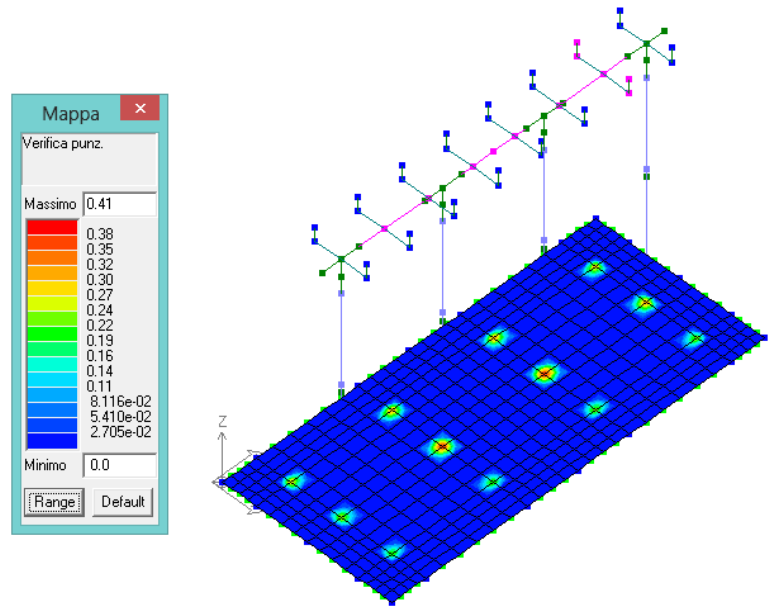 Mappa
Verifica punz.
Massimo 0.41
0.38
0.35
0.32
0.30
0.27
0.24
0.22
0.19
0.16
0.14
0.11
8.116e-02
5.410e-02
2.705e-02
Minimo 0.0
Range Default
Z